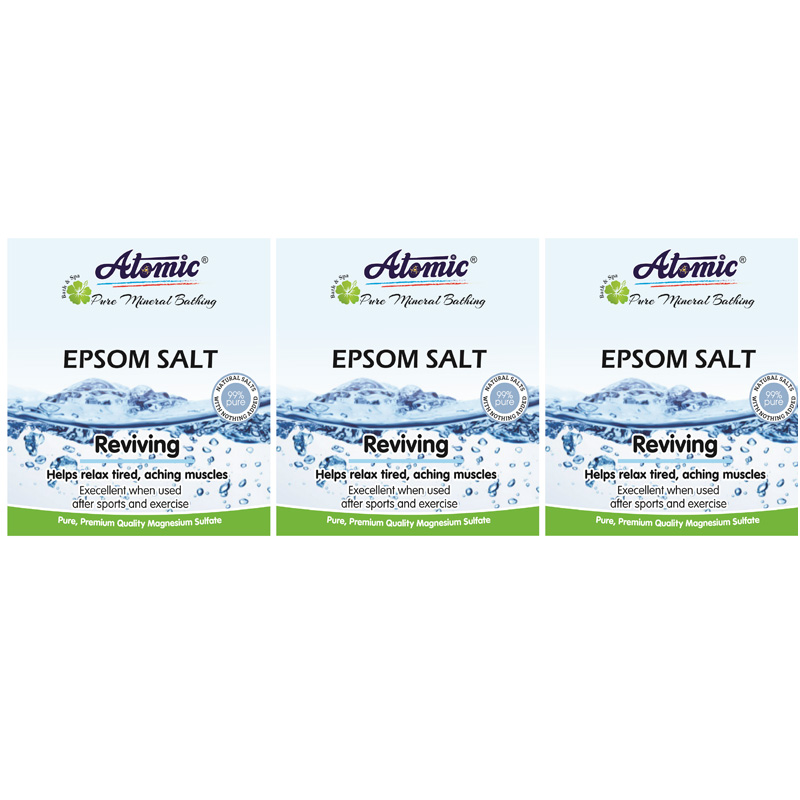 Atomic®
Bath & Spa
Pure Mineral Bathing
EPSOM SALT
NATURAL SALTS
99%
pure
WITH NOTHING ADDED
Reviving
Helps relax tired, aching muscles
Execellent when used
after sports and exercise
Pure, Premium Quality Magnesium Sulfate
Atomic®
Bath & Spa
Pure Mineral Bathing
EPSOM SALT
NATURAL SALTS
99%
pure
WITH NOTHING ADDED
Reviving
Helps relax tired, aching muscles
Execellent when used
after sports and exercise
Pure, Premium Quality Magnesium Sulfate
Atomic®
Bath & Spa
Pure Mineral Bathing
EPSOM SALT
NATURAL SALTS
99%
pure
WITH NOTHING ADDED
Reviving
Helps relax tired, aching muscles
Execellent when used
after sports and exercise
Pure, Premium Quality Magnesium Sulfate